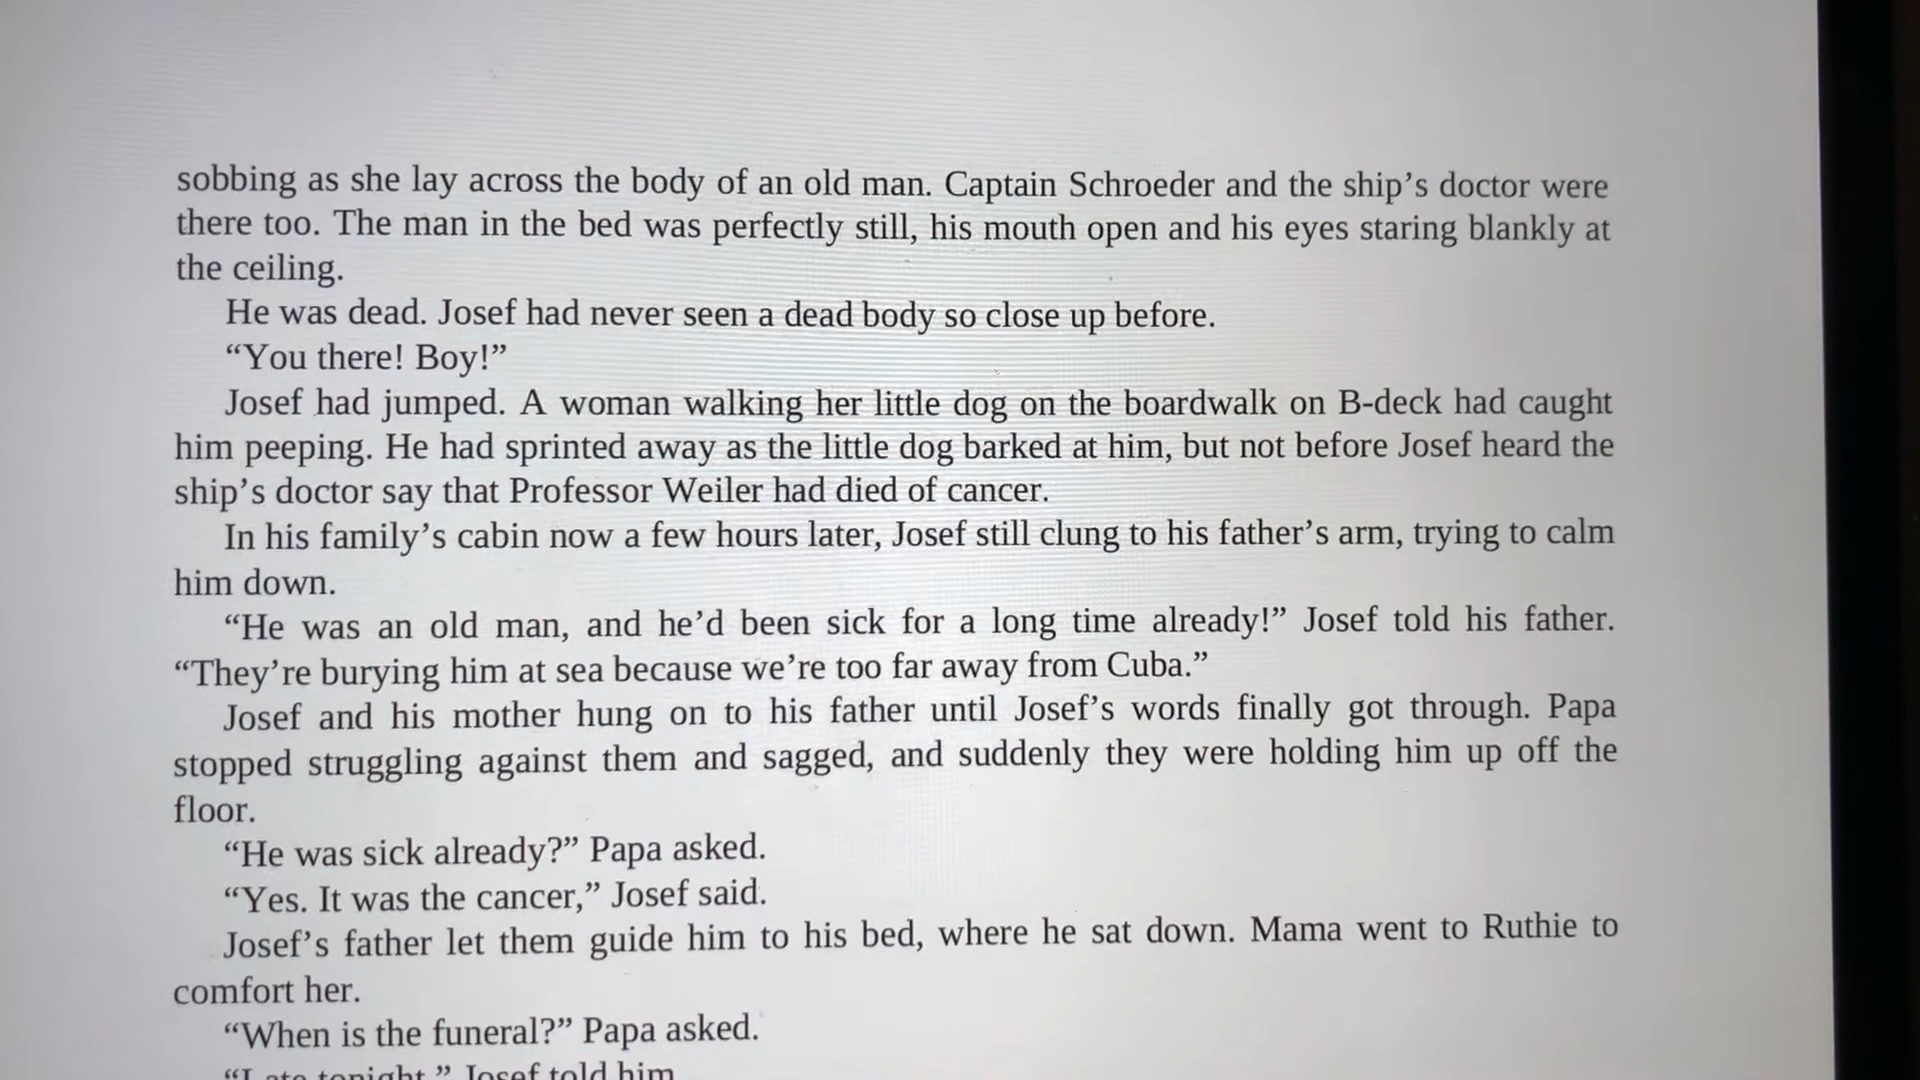 sobbing as she lay across the body of an old man. Captain Schroeder and the ship’s doctor were
there too. The man in the bed was perfectly still, his mouth open and his eyes staring blankly at
the ceiling.
He was dead. Josef had never seen a dead body so close up before.
“You there! Boy!”
Josef had jumped. A woman walking her little dog on the boardwalk on B-deck had caught
him peeping. He had sprinted away as the little dog barked at him, but not before Josef heard the
ship’s doctor say that Professor Weiler had died of cancer.
In his family’s cabin now a few hours later, Josef still clung to his father’s arm, trying to calm
him down.
“He was an old man, and he’d been sick for a long time already!” Josef told his father.
“They’re burying him at sea because we’re too far away from Cuba.”
Josef and his mother hung on to his father until Josef’s words finally got through. Papa
stopped struggling against them and sagged, and suddenly they were holding him up off the
floor.
“He was sick already?” Papa asked.
“Yes. It was the cancer,” Josef said.
Josef’s father let them guide him to his bed, where he sat down. Mama went to Ruthie to
comfort her.
“When is the funeral?” Papa asked.
“Late tonight,” Josef told him